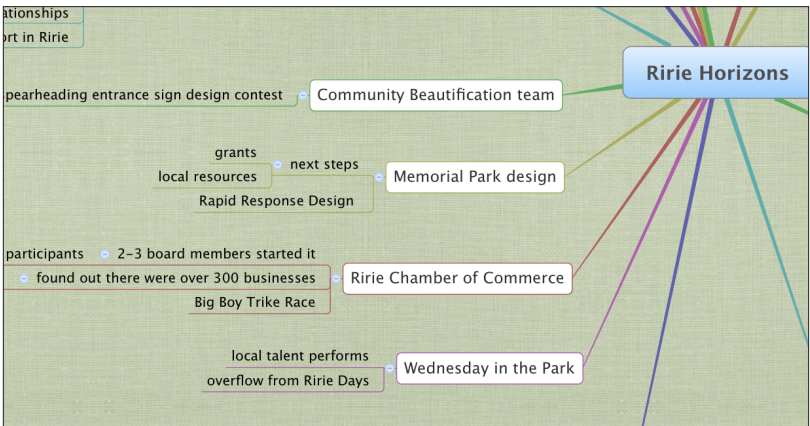 ationships
ort in Ririe
Ririe Horizons
pearheading entrance sign design contest
Community Beautification team
grants
local resources
next steps
Rapid Response Design
Memorial Park design
participants
2-3 board members started it
found out there were over 300 businesses
Big Boy Trike Race
Ririe Chamber of Commerce
local talent performs
overflow from Ririe Days
Wednesday in the Park